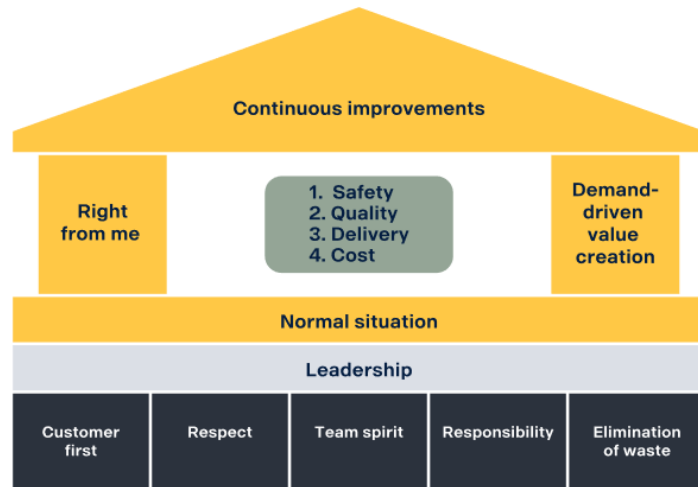 Continuous improvements
Right
from me
1. Safety
2. Quality
3. Delivery
4. Cost
Demand-
driven
value
creation
Normal situation
Leadership
Customer
first
Respect
Team spirit
Responsibility
Elimination
of waste